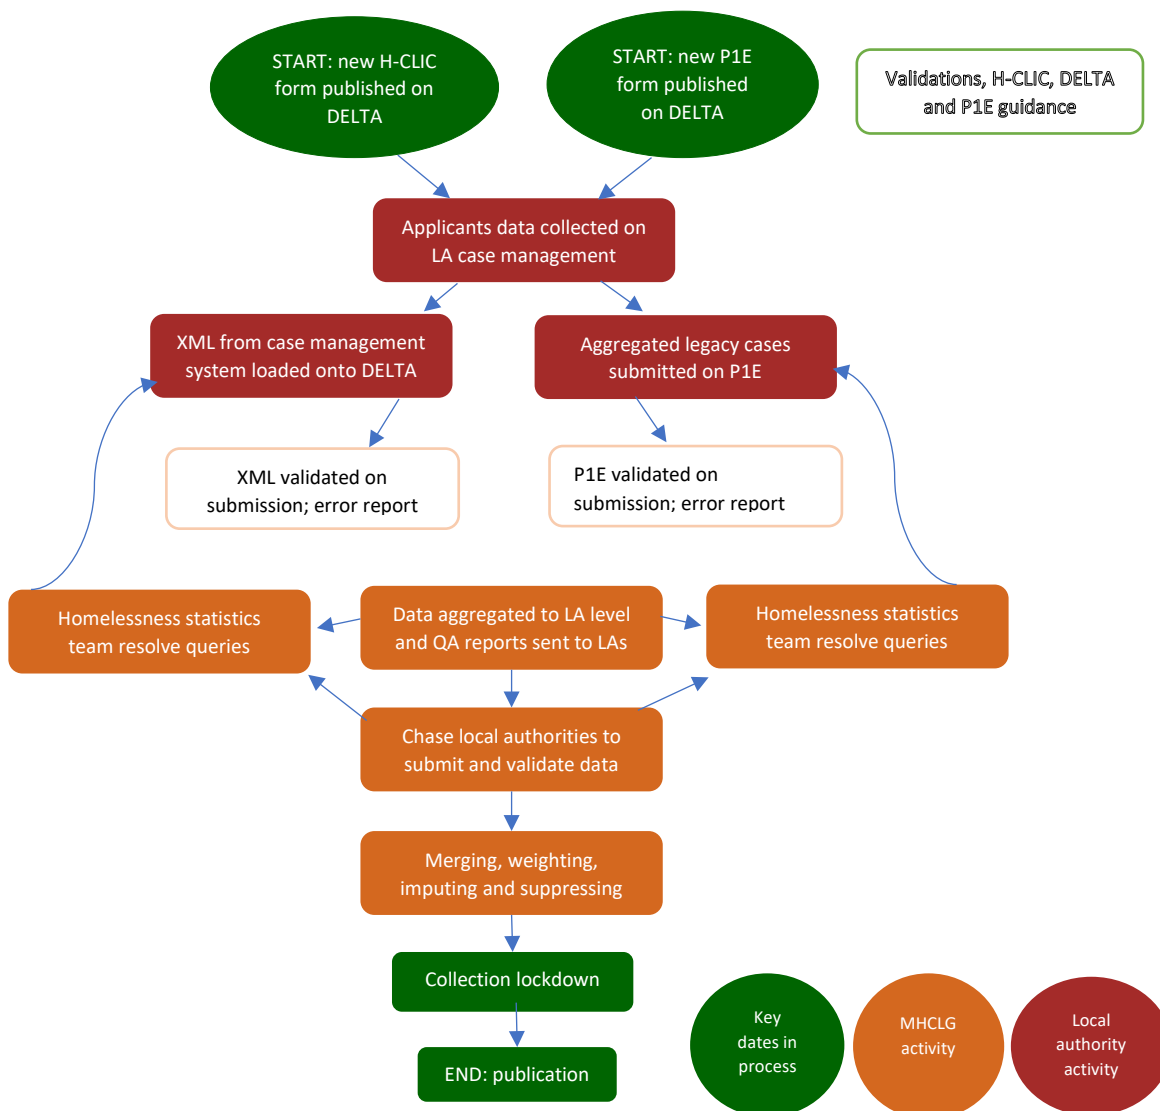 START: new H-CLIC
form published on
DELTA
START: new P1E
form published
on DELTA
Validations, H-CLIC, DELTA
and P1E guidance
Applicants data collected on
LA case management
XML from case management
system loaded onto DELTA
Aggregated legacy cases
submitted on P1E
XML validated on
submission; error report
P1E validated on
submission; error report
Homelessness statistics
team resolve queries
Data aggregated to LA level
and QA reports sent to LAs
Homelessness statistics
team resolve queries
Chase local authorities to
submit and validate data
Merging, weighting,
imputing and suppressing
Collection lockdown
END: publication
Key
dates in
process
MHCLG
activity
Local
authority
activity